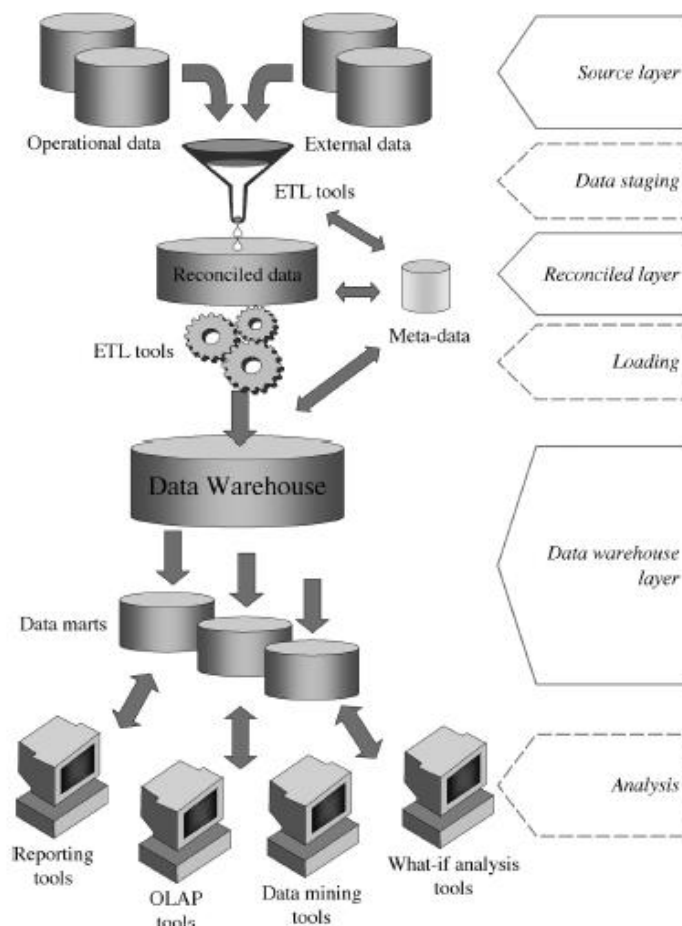 Source layer
Operational data
External data
Data staging
ETL tools
Reconciled data
Reconciled layer
Meta-data
ETL tools
Loading
Data Warehouse
Data warehouse
layer
Data marts
Analysis
Reporting
tools
OLAP
tools
Data mining
tools
What-if analysis
tools